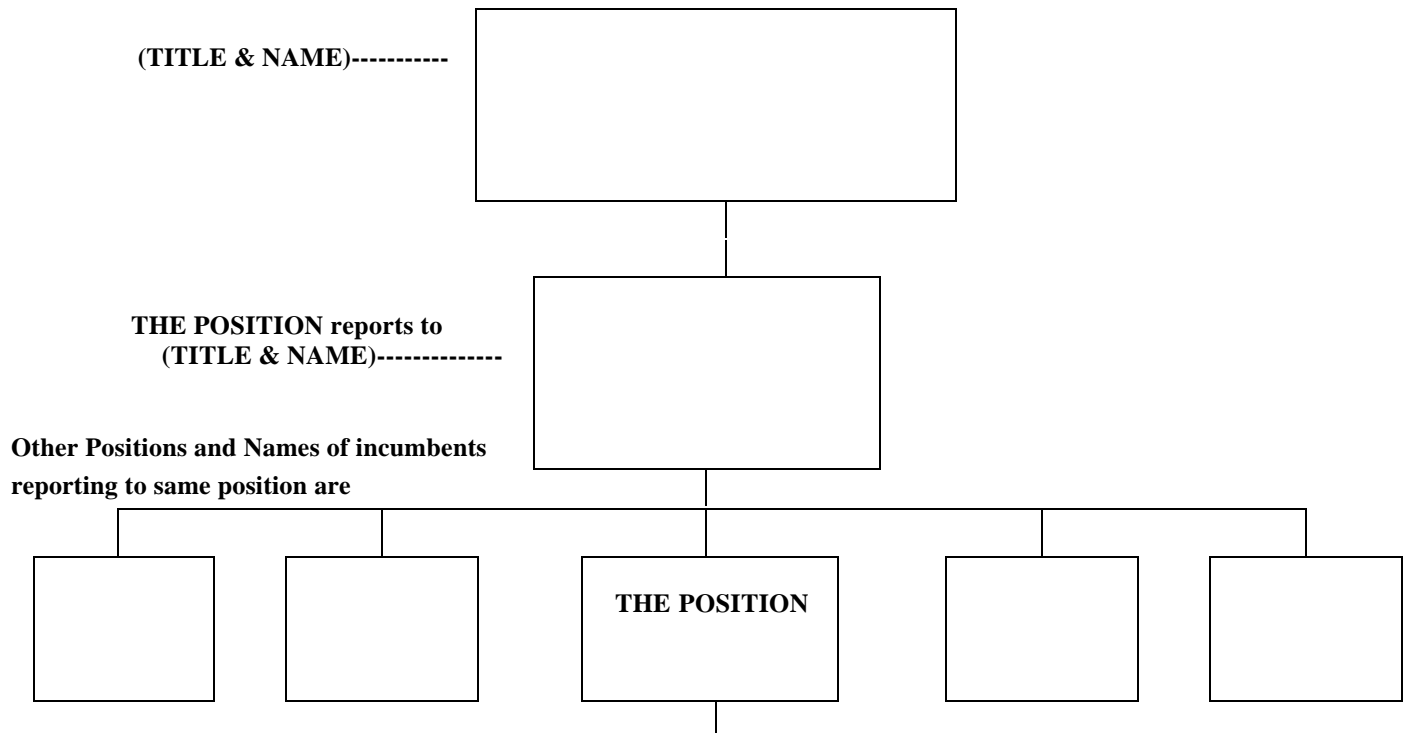 (TITLE & NAME)-----------
THE POSITION reports to
(TITLE & NAME)--------------
Other Positions and Names of incumbents
reporting to same position are
THE POSITION